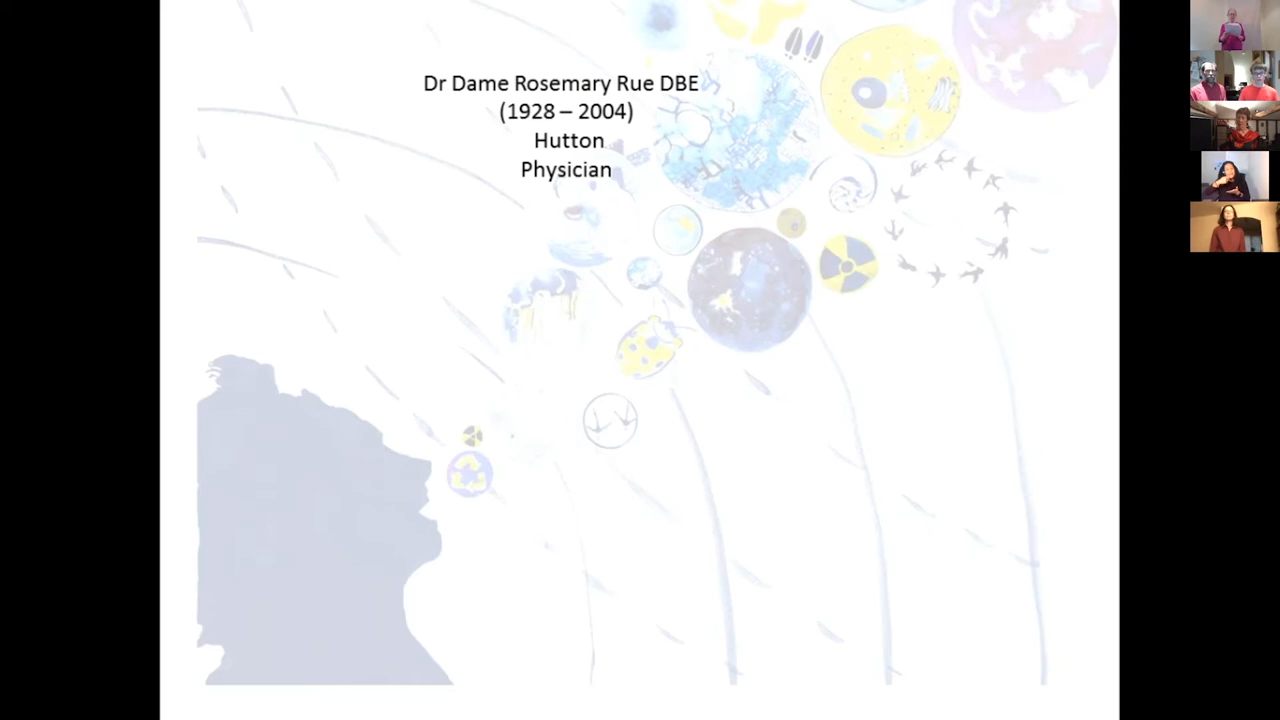 Dr Dame Rosemary Rue DBE
(1928 – 2004)
Hutton
Physician